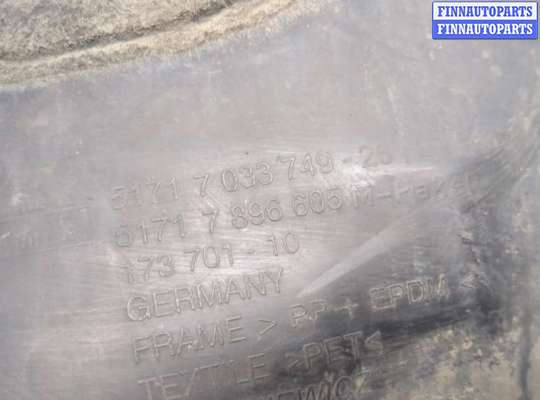 FINNAUTOPARTS
FINNAUTOPARTS
5171 7 033 749 -
5171 7 896 605 M-Paket
173 701 - 10
GERMANY
FRAME > PP + EPDM <
TEXTILE >PET<